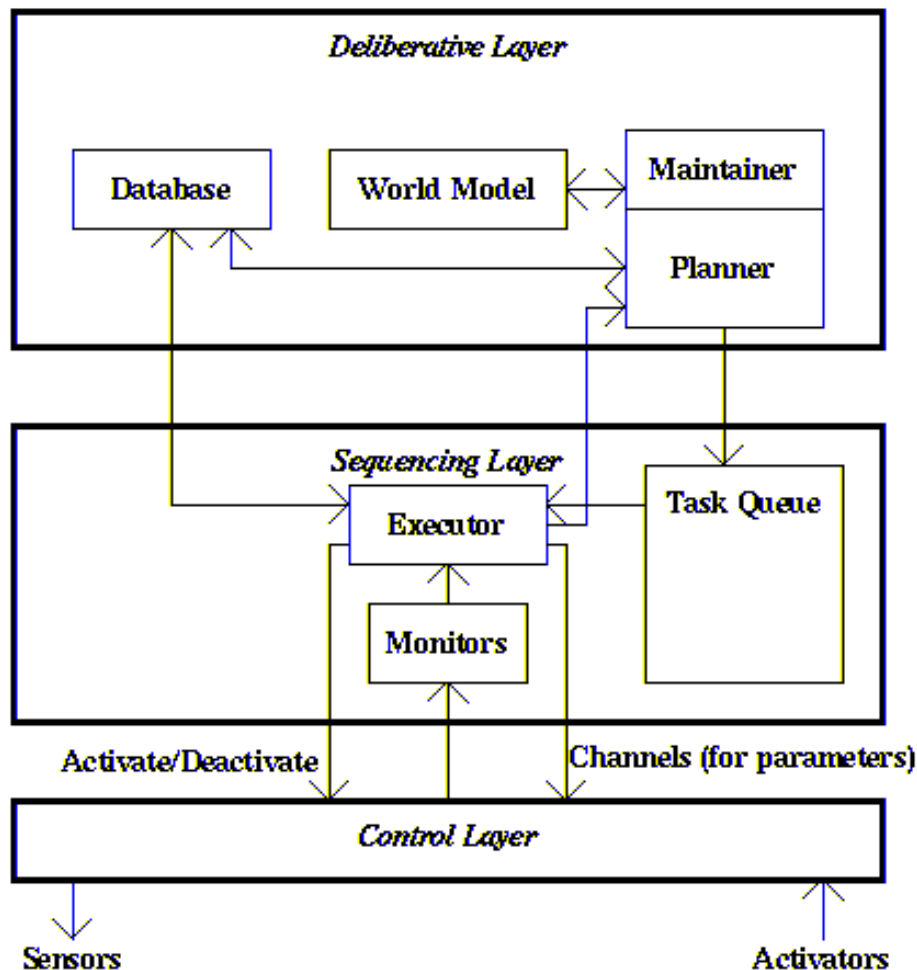 Deliberative Layer
Database
World Model
Maintainer
Planner
Sequencing Layer
Executor
Task Queue
Monitors
Activate/Deactivate
Channels (for parameters)
Control Layer
Sensors
Activators